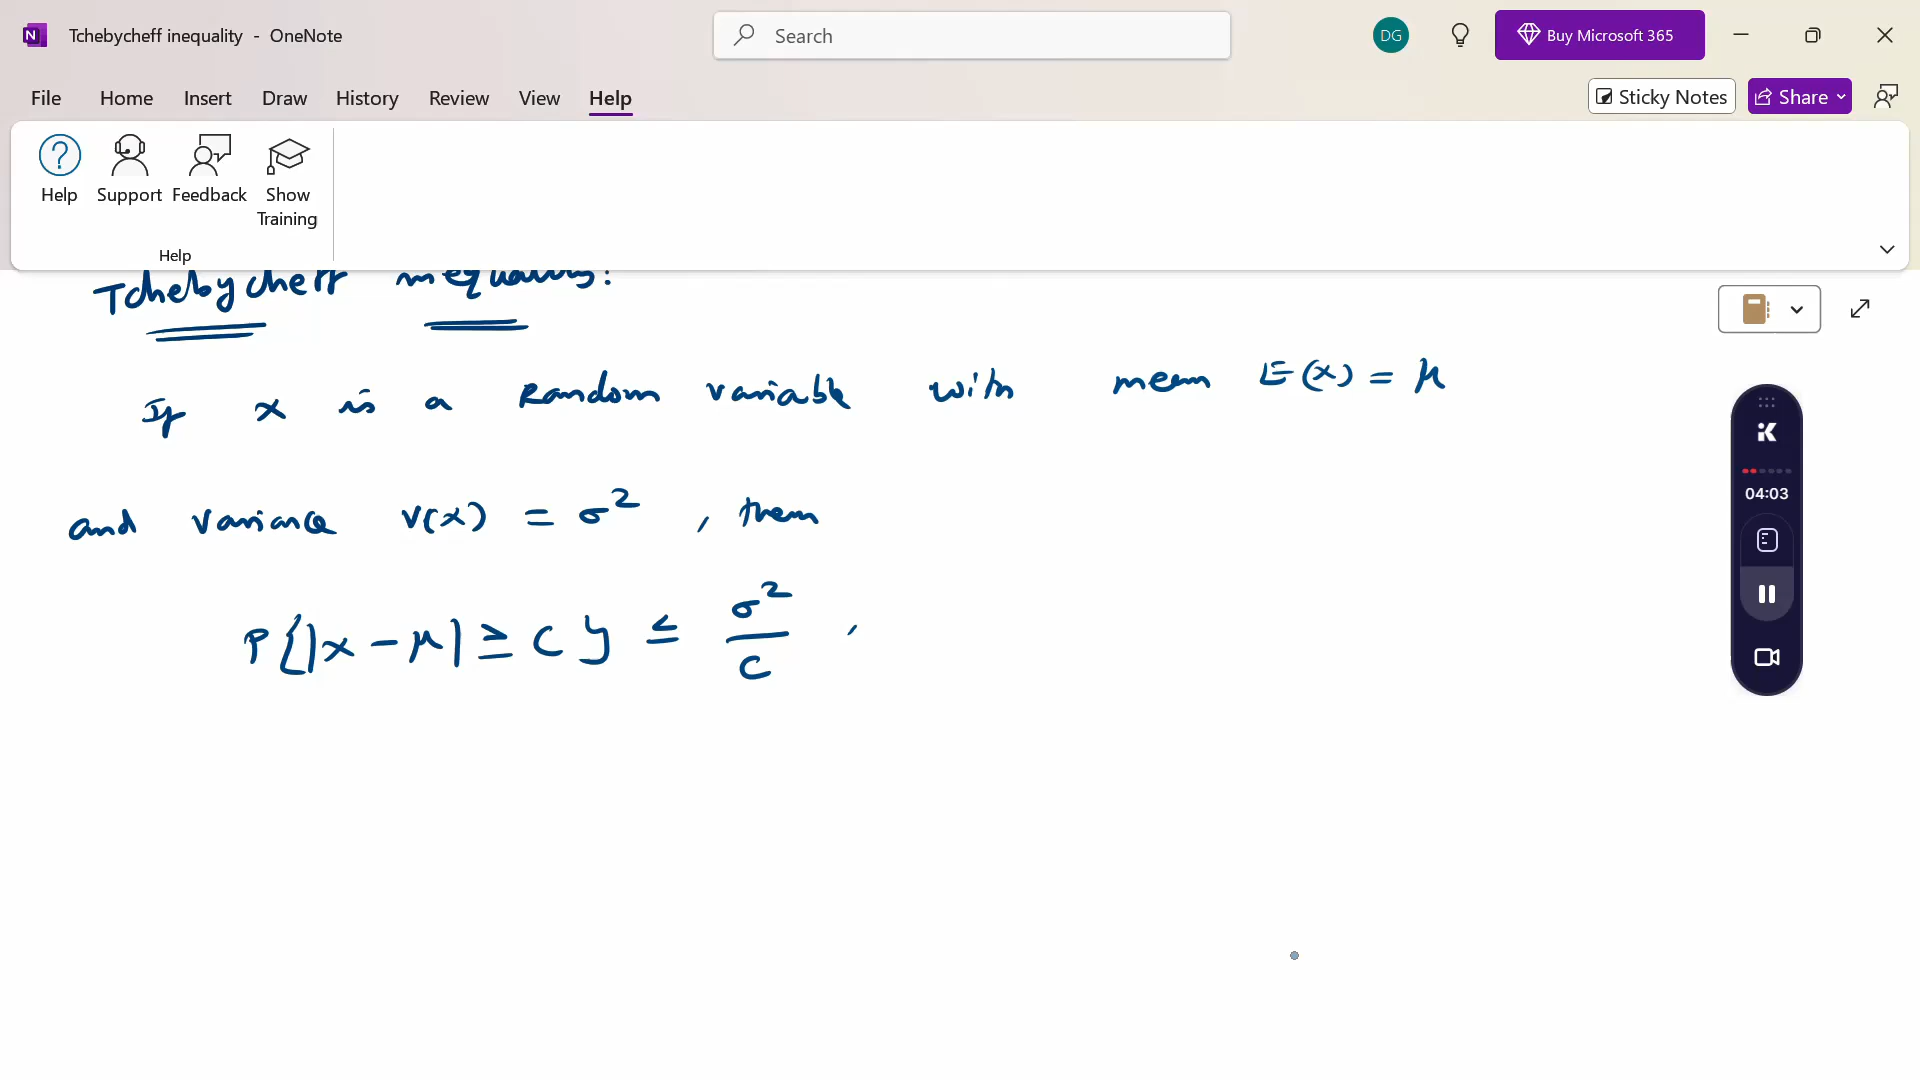 Tchebycheff inequality - OneNote
Search
DG
Buy Microsoft 365
File Home Insert Draw History Review View Help
Sticky Notes
Share
Help
Support
Feedback
Show Training
Help
Tchebycheff inequality:
If x is a Random variable with mean E(x) = μ
and variance v(x) = σ² , then
P{|x - μ| ≥ c} ≤ σ²/c ,
04:03